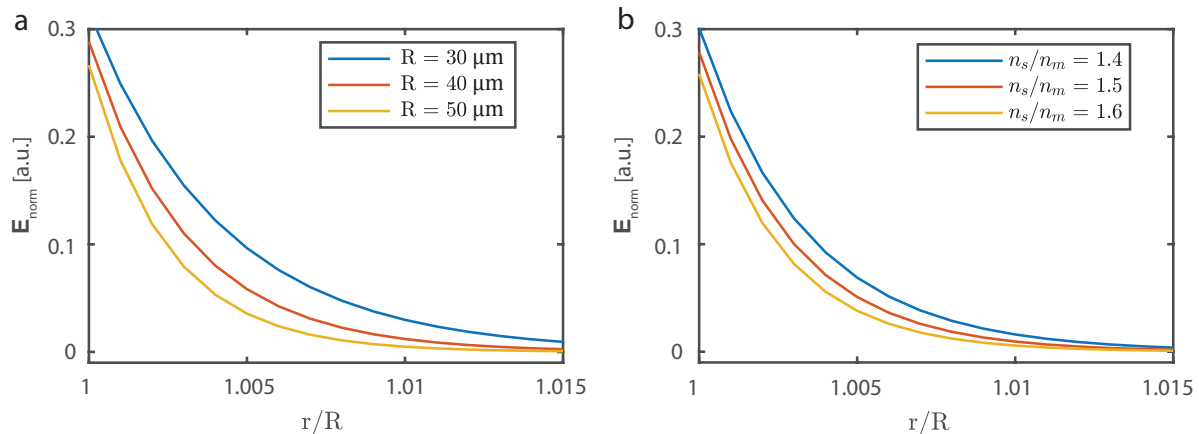 a
0.3
0.2
0.1
0
E_norm [a.u.]
R = 30 μm
R = 40 μm
R = 50 μm
1
1.005
1.01
1.015
r/R
b
0.3
0.2
0.1
0
E_norm [a.u.]
n_s/n_m = 1.4
n_s/n_m = 1.5
n_s/n_m = 1.6
1
1.005
1.01
1.015
r/R